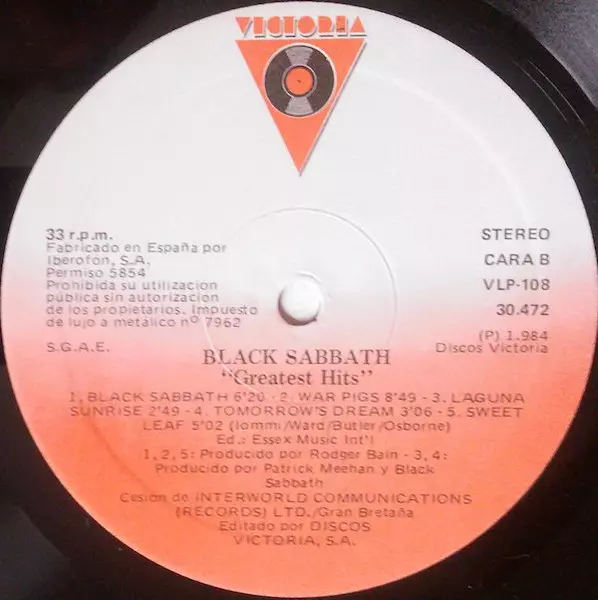 VICTORIA
33 r.p.m.
Fabricado en España por
Iberofon, S.A.
Permiso 5854
Prohibida su utilizacion
pública sin autorizacion
de los propietarios. Impuesto
de lujo a metálico nº 7962
S.G.A.E.
STEREO
CARA B
VLP-108
30.472
(P) 1.984
Discos Victoria
BLACK SABBATH
"Greatest Hits"
1, BLACK SABBATH 6'20 - 2. WAR PIGS 8'49 - 3. LAGUNA
SUNRISE 2'49 - 4. TOMORROW'S DREAM 3'06 - 5. SWEET
LEAF 5'02 (Iommi/Ward/Butler/Osborne)
Ed.: Essex Music Int'l
1, 2, 5: Producido por Rodger Bain - 3, 4:
Producido por Patrick Meehan y Black
Sabbath
Cesión de INTERWORLD COMMUNICATIONS
(RECORDS) LTD./Gran Bretaña
Editado por DISCOS
VICTORIA, S.A.